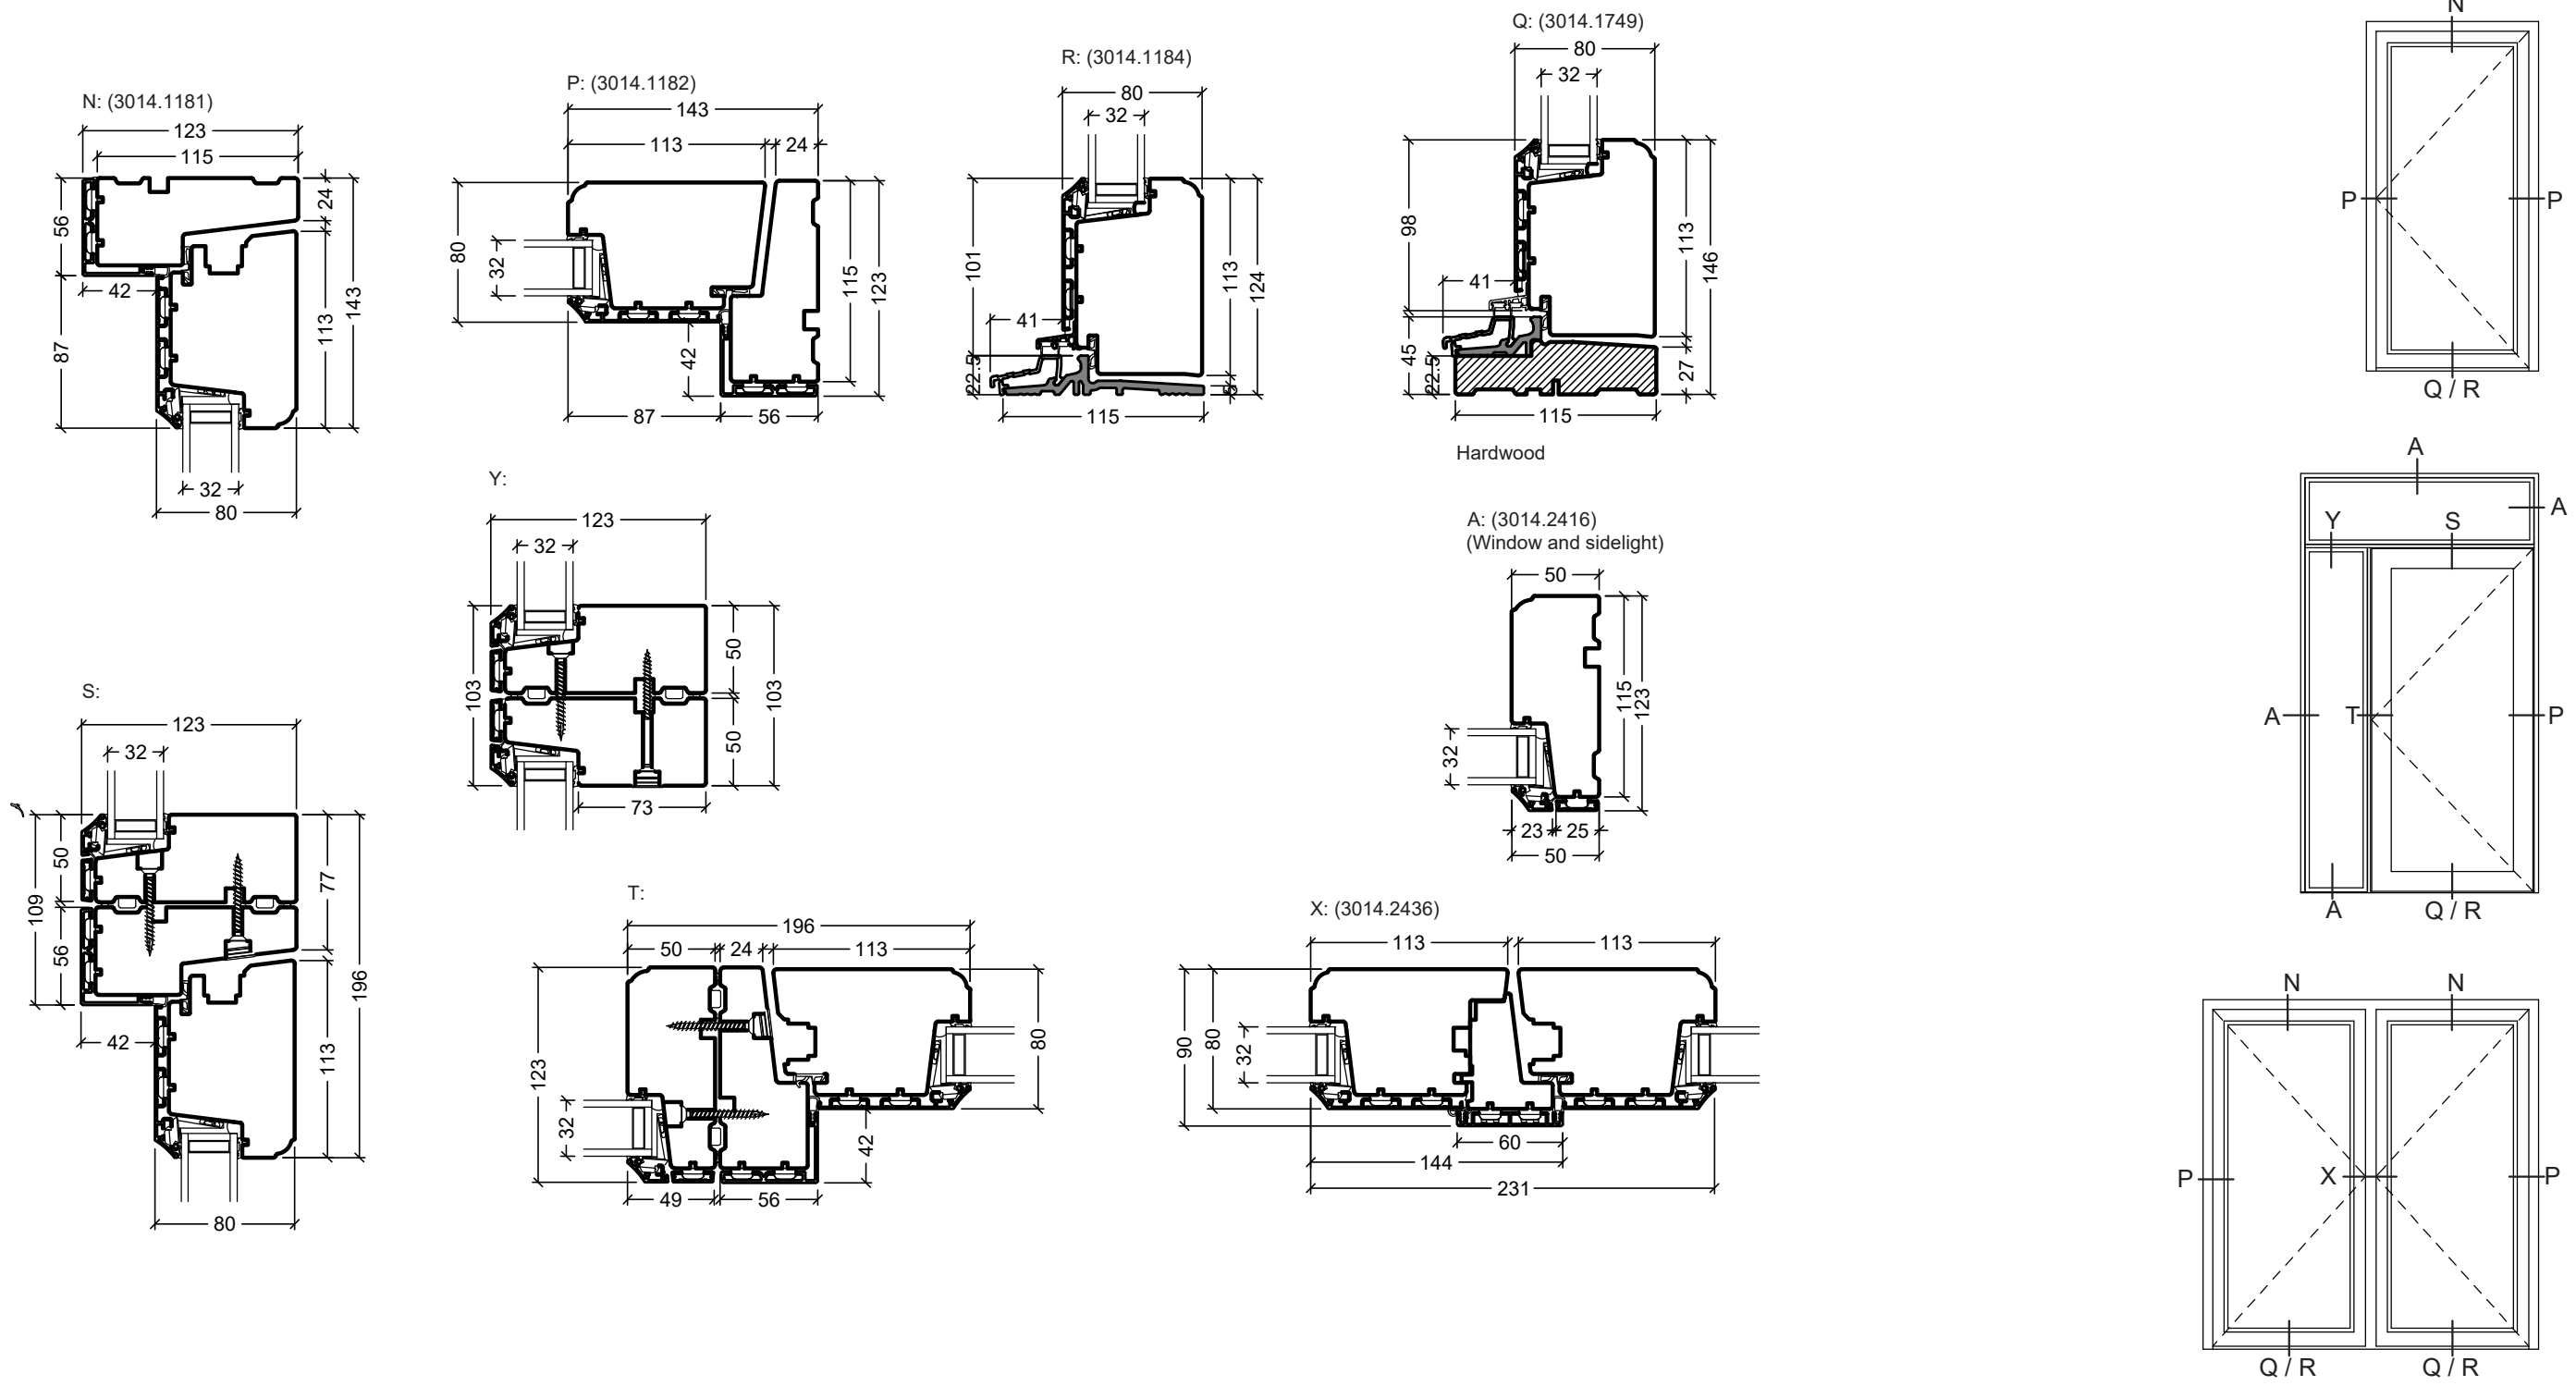 N: (3014.1181)
123
115
56
87
42
24
113
143
32
80
P: (3014.1182)
143
113
24
80
32
42
115
123
87
56
R: (3014.1184)
80
32
101
41
22.5
113
124
115
Q: (3014.1749)
80
32
98
41
45
22.5
113
146
27
115
Hardwood
Y:
123
32
103
50
50
103
73
A: (3014.2416)
(Window and sidelight)
50
32
115
123
23
25
50
S:
123
32
109
50
56
42
77
113
196
80
T:
196
50
24
113
123
32
80
42
49
56
X: (3014.2436)
113
113
90
80
32
60
144
231
N
P
P
Q / R
A
A
Y
S
A
T
P
A
Q / R
N
N
P
X
P
Q / R
Q / R